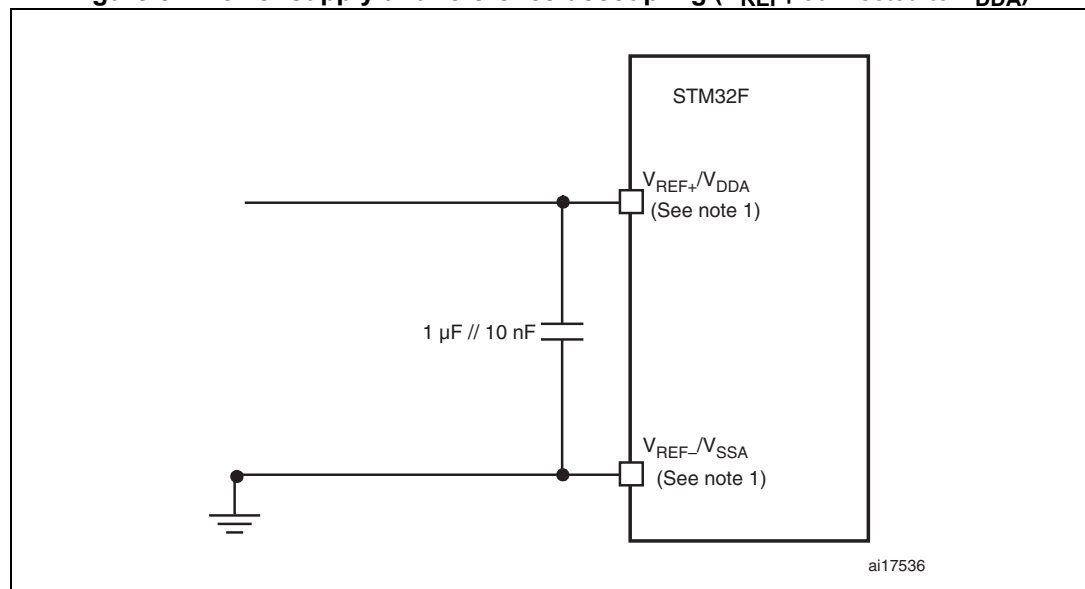 STM32F
VREF+/VDDA
(See note 1)
1 µF // 10 nF
VREF–/VSSA
(See note 1)
ai17536